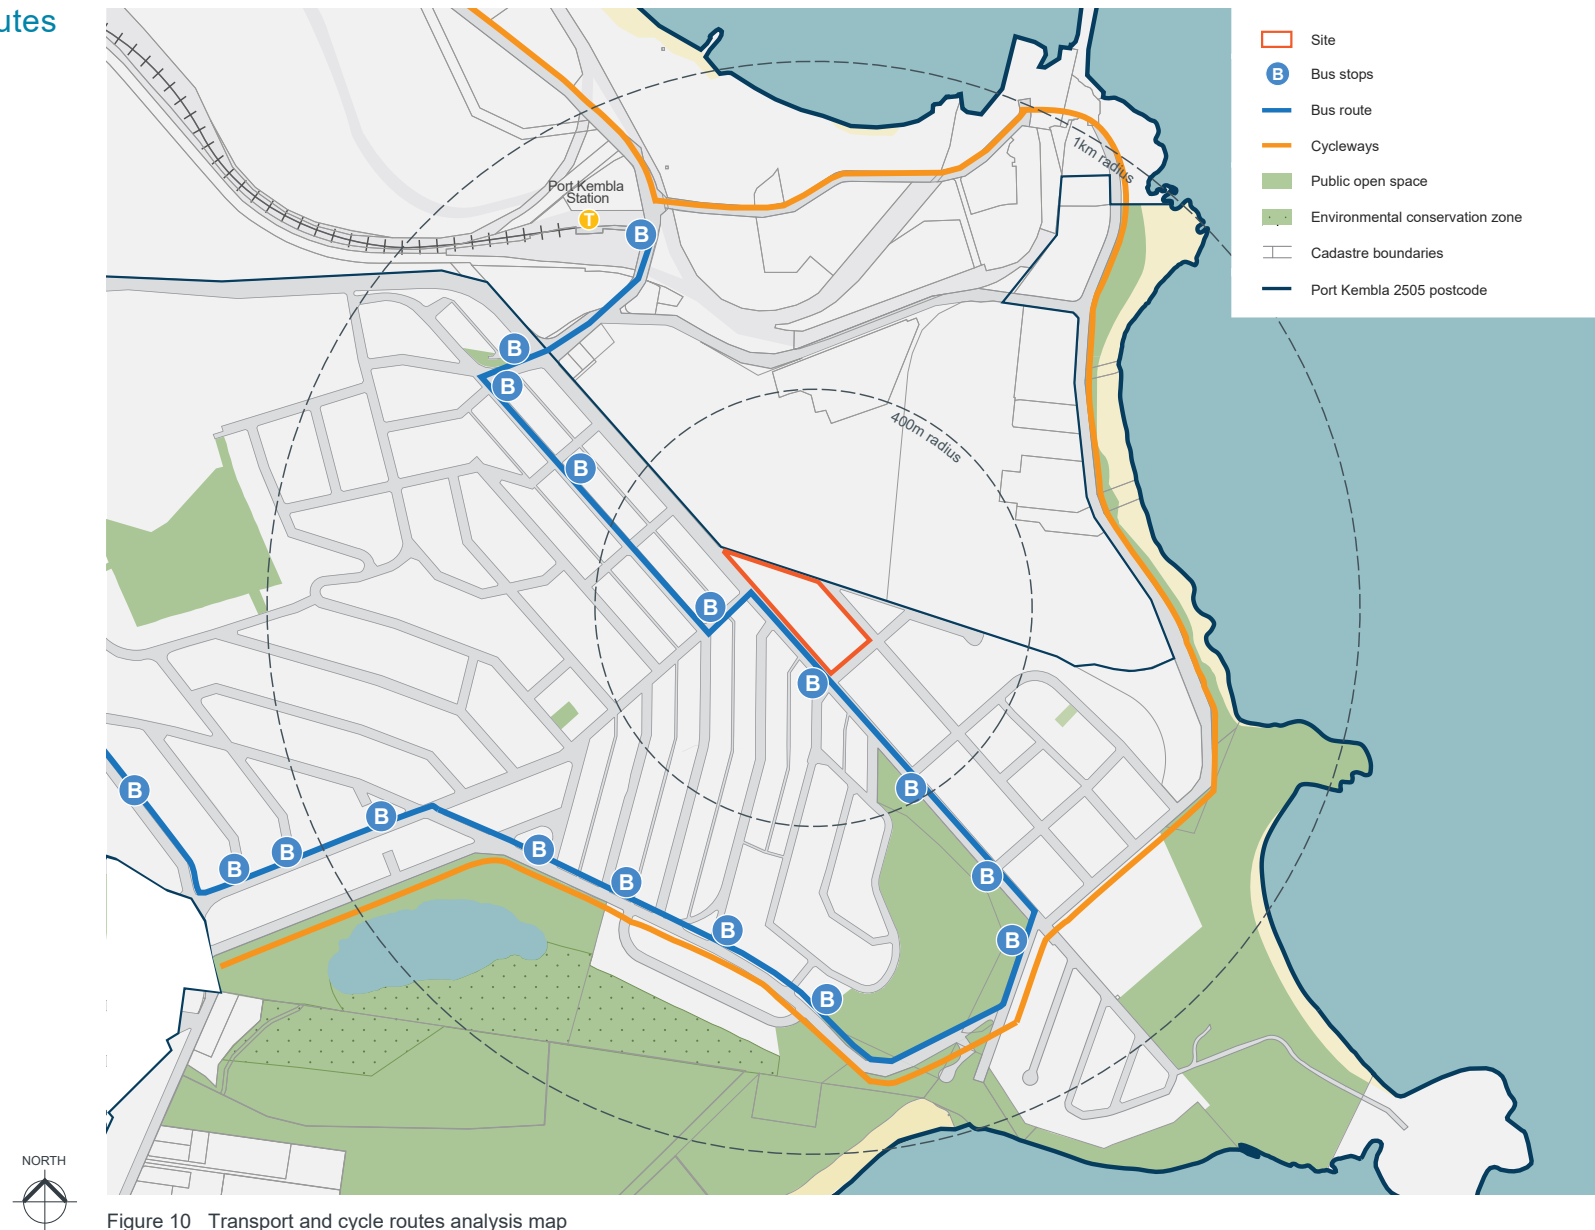 utes
Site
B Bus stops
Bus route
Cycleways
Public open space
Environmental conservation zone
Cadastre boundaries
Port Kembla 2505 postcode
1km radius
Port Kembla
Station
T
B
B
B
400m radius
B
B
B
B
B
B
B
B
B
B
B
B
B
B
NORTH
Figure 10 Transport and cycle routes analysis map